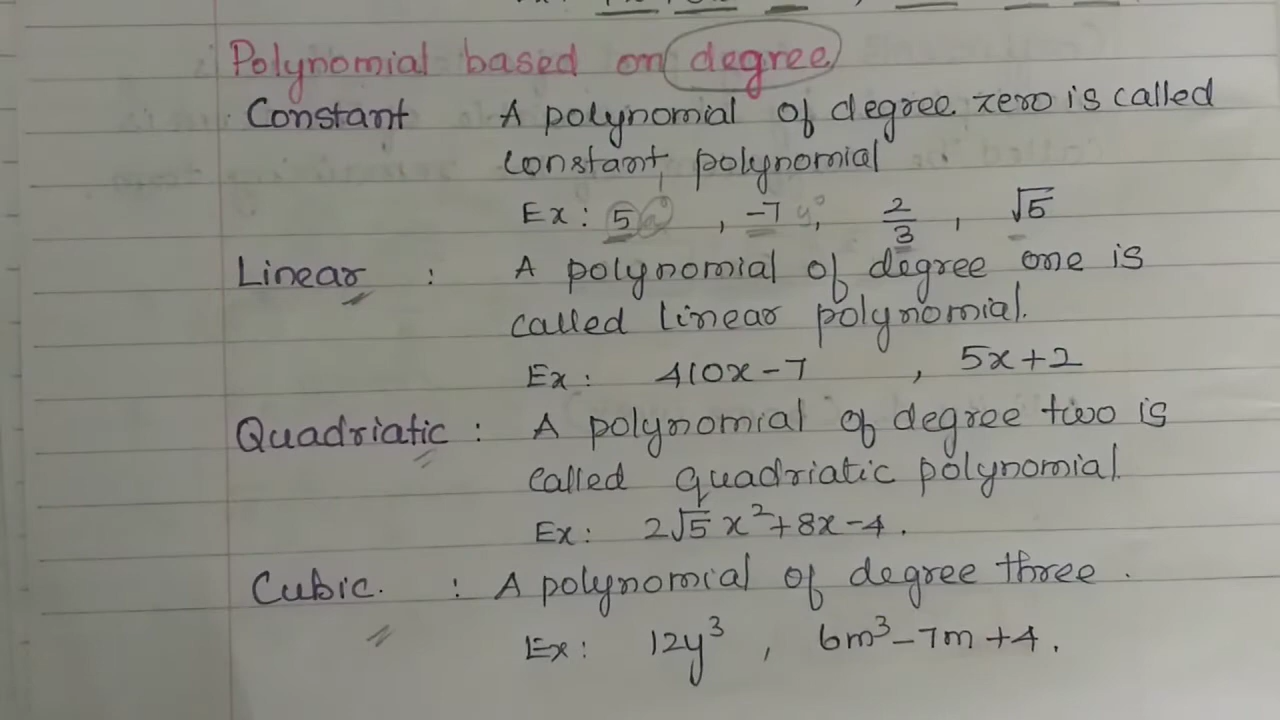 Polynomial based on degree
Constant A polynomial of degree zero is called
constant polynomial
Ex: 5 , -7 y⁰, 2/3 , √5
Linear : A polynomial of degree one is
called linear polynomial.
Ex: 410x-7 , 5x+2
Quadriatic : A polynomial of degree two is
called quadriatic polynomial.
Ex: 2√5 x²+8x-4.
Cubic. : A polynomial of degree three.
Ex: 12y³ , 6m³-7m+4.